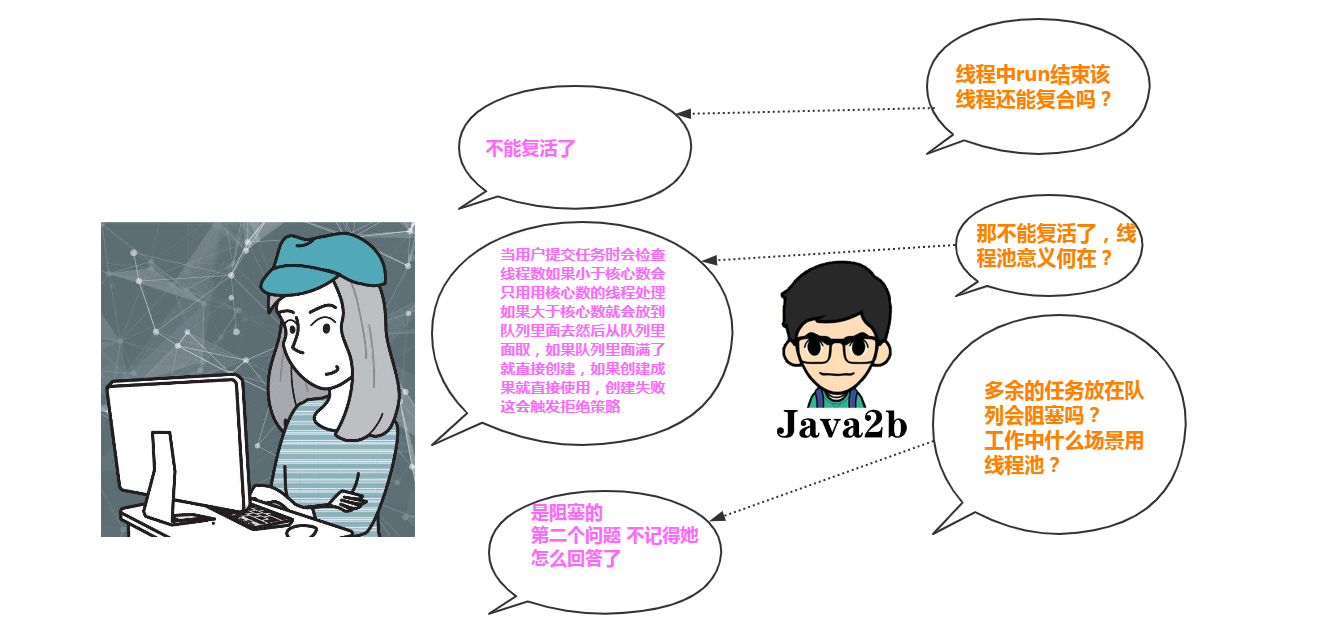 线程中run结束该
线程还能复合吗？
不能复活了
那不能复活了，线
程池意义何在？
当用户提交任务时会检查
线程数如果小于核心数会
只用用核心数的线程处理
如果大于核心数就会放到
队列里面去然后从队列里
面取，如果队列里面满了
就直接创建，如果创建成
果就直接使用，创建失败
这会触发拒绝策略
Java2b
多余的任务放在队
列会阻塞吗？
工作中什么场景用
线程池？
是阻塞的
第二个问题 不记得她
怎么回答了